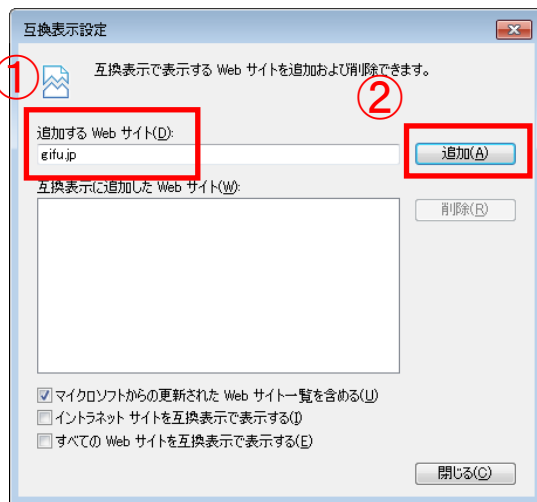 互換表示設定
①
互換表示で表示する Web サイトを追加および削除できます。
②
追加する Web サイト(D):
gifu.jp
追加(A)
互換表示に追加した Web サイト(W):
削除(R)
マイクロソフトからの更新された Web サイト一覧を含める(U)
イントラネット サイトを互換表示で表示する(I)
すべての Web サイトを互換表示で表示する(E)
閉じる(C)